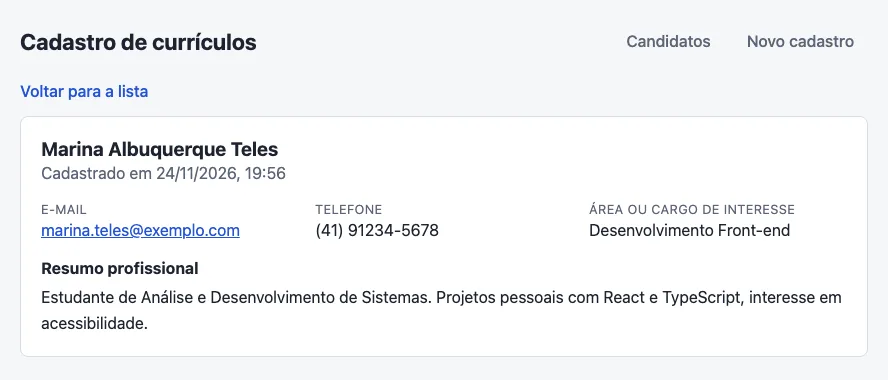 Cadastro de currículos
Candidatos
Novo cadastro
Voltar para a lista
Marina Albuquerque Teles
Cadastrado em 24/11/2026, 19:56
E-MAIL
marina.teles@exemplo.com
TELEFONE
(41) 91234-5678
ÁREA OU CARGO DE INTERESSE
Desenvolvimento Front-end
Resumo profissional
Estudante de Análise e Desenvolvimento de Sistemas. Projetos pessoais com React e TypeScript, interesse em
acessibilidade.